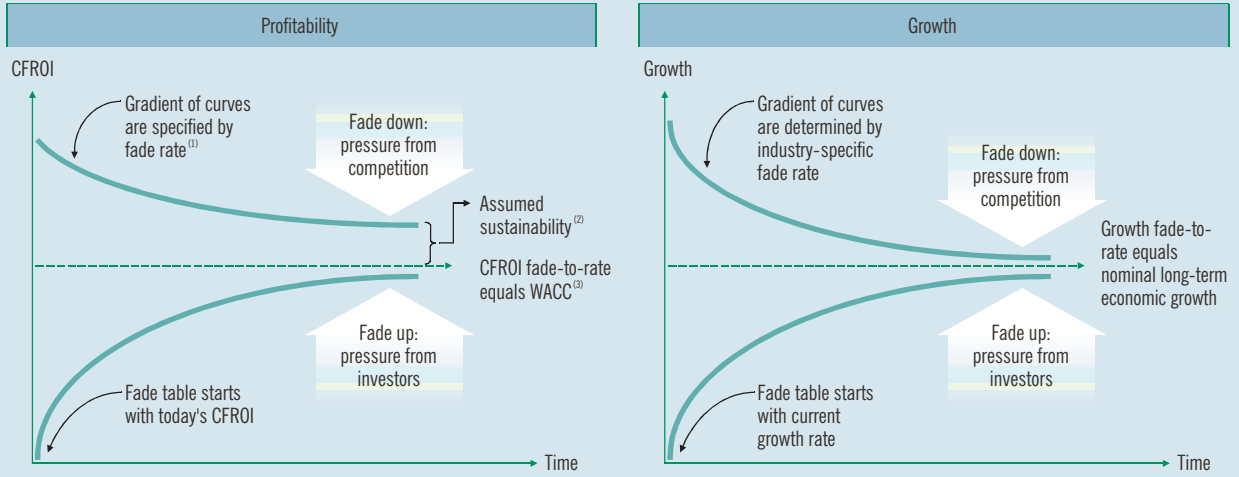 Profitability
CFROI
Gradient of curves
are specified by
fade rate (1)
Fade down:
pressure from
competition
Assumed
sustainability (2)
CFROI fade-to-rate
equals WACC (3)
Fade up:
pressure from
investors
Fade table starts
with today's CFROI
Time
Growth
Growth
Gradient of curves
are determined by
industry-specific
fade rate
Fade down:
pressure from
competition
Growth fade-to-
rate equals
nominal long-term
economic growth
Fade up:
pressure from
investors
Fade table starts
with current
growth rate
Time